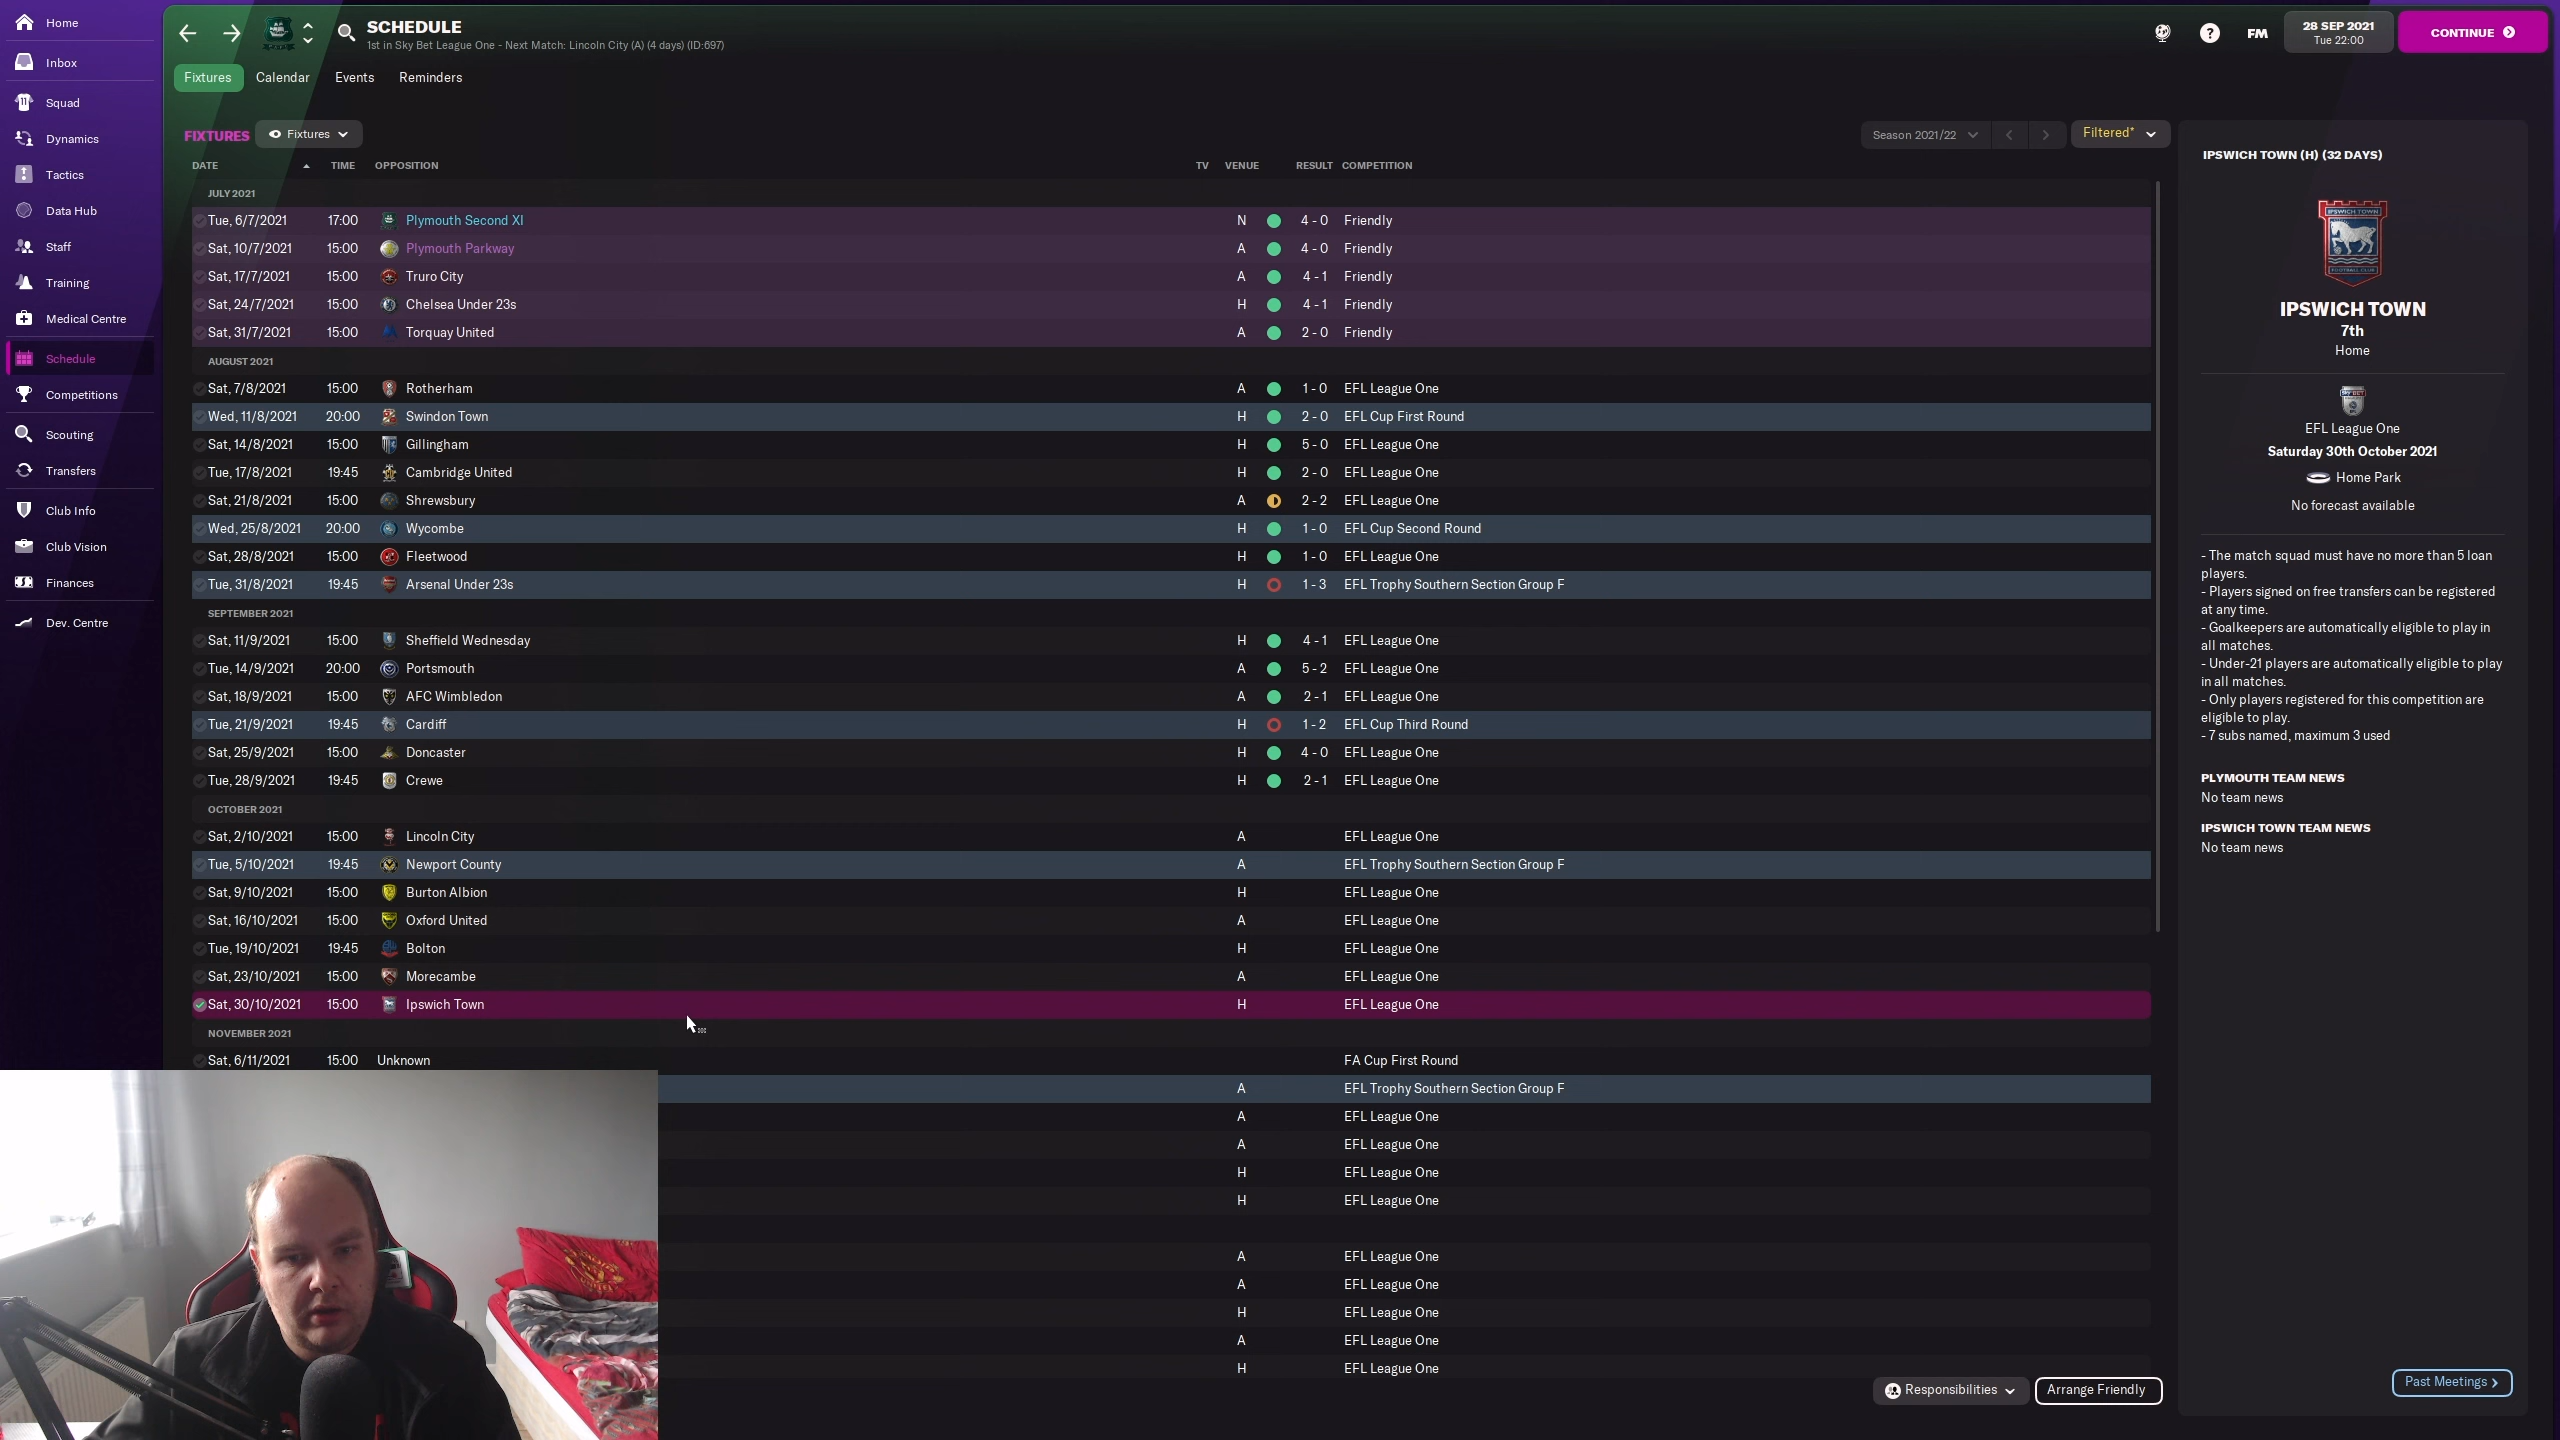 Home
Inbox
Squad
Dynamics
Tactics
Data Hub
Staff
Training
Medical Centre
Schedule
Competitions
Scouting
Transfers
Club Info
Club Vision
Finances
Dev. Centre
SCHEDULE
1st in Sky Bet League One - Next Match: Lincoln City (A) (4 days) (ID:697)
FM
28 SEP 2021
Tue 22:00
CONTINUE
Fixtures Calendar Events Reminders
FIXTURES Fixtures Season 2021/22 Filtered*
DATE TIME OPPOSITION TV VENUE RESULT COMPETITION
JULY 2021
Tue, 6/7/2021 17:00 Plymouth Second XI N 4 - 0 Friendly
Sat, 10/7/2021 15:00 Plymouth Parkway A 4 - 0 Friendly
Sat, 17/7/2021 15:00 Truro City A 4 - 1 Friendly
Sat, 24/7/2021 15:00 Chelsea Under 23s H 4 - 1 Friendly
Sat, 31/7/2021 15:00 Torquay United A 2 - 0 Friendly
AUGUST 2021
Sat, 7/8/2021 15:00 Rotherham A 1 - 0 EFL League One
Wed, 11/8/2021 20:00 Swindon Town H 2 - 0 EFL Cup First Round
Sat, 14/8/2021 15:00 Gillingham H 5 - 0 EFL League One
Tue, 17/8/2021 19:45 Cambridge United H 2 - 0 EFL League One
Sat, 21/8/2021 15:00 Shrewsbury A 2 - 2 EFL League One
Wed, 25/8/2021 20:00 Wycombe H 1 - 0 EFL Cup Second Round
Sat, 28/8/2021 15:00 Fleetwood H 1 - 0 EFL League One
Tue, 31/8/2021 19:45 Arsenal Under 23s H 1 - 3 EFL Trophy Southern Section Group F
SEPTEMBER 2021
Sat, 11/9/2021 15:00 Sheffield Wednesday H 4 - 1 EFL League One
Tue, 14/9/2021 20:00 Portsmouth A 5 - 2 EFL League One
Sat, 18/9/2021 15:00 AFC Wimbledon A 2 - 1 EFL League One
Tue, 21/9/2021 19:45 Cardiff H 1 - 2 EFL Cup Third Round
Sat, 25/9/2021 15:00 Doncaster H 4 - 0 EFL League One
Tue, 28/9/2021 19:45 Crewe H 2 - 1 EFL League One
OCTOBER 2021
Sat, 2/10/2021 15:00 Lincoln City A EFL League One
Tue, 5/10/2021 19:45 Newport County A EFL Trophy Southern Section Group F
Sat, 9/10/2021 15:00 Burton Albion H EFL League One
Sat, 16/10/2021 15:00 Oxford United A EFL League One
Tue, 19/10/2021 19:45 Bolton H EFL League One
Sat, 23/10/2021 15:00 Morecambe A EFL League One
Sat, 30/10/2021 15:00 Ipswich Town H EFL League One
NOVEMBER 2021
Sat, 6/11/2021 15:00 Unknown FA Cup First Round
A EFL Trophy Southern Section Group F
A EFL League One
A EFL League One
H EFL League One
H EFL League One
A EFL League One
A EFL League One
H EFL League One
A EFL League One
H EFL League One
Responsibilities Arrange Friendly
IPSWICH TOWN (H) (32 DAYS)
IPSWICH TOWN
FOOTBALL CLUB
IPSWICH TOWN
7th
Home
EFL League One
Saturday 30th October 2021
Home Park
No forecast available
- The match squad must have no more than 5 loan
players.
- Players signed on free transfers can be registered
at any time.
- Goalkeepers are automatically eligible to play in
all matches.
- Under-21 players are automatically eligible to play
in all matches.
- Only players registered for this competition are
eligible to play.
- 7 subs named, maximum 3 used
PLYMOUTH TEAM NEWS
No team news
IPSWICH TOWN TEAM NEWS
No team news
Past Meetings